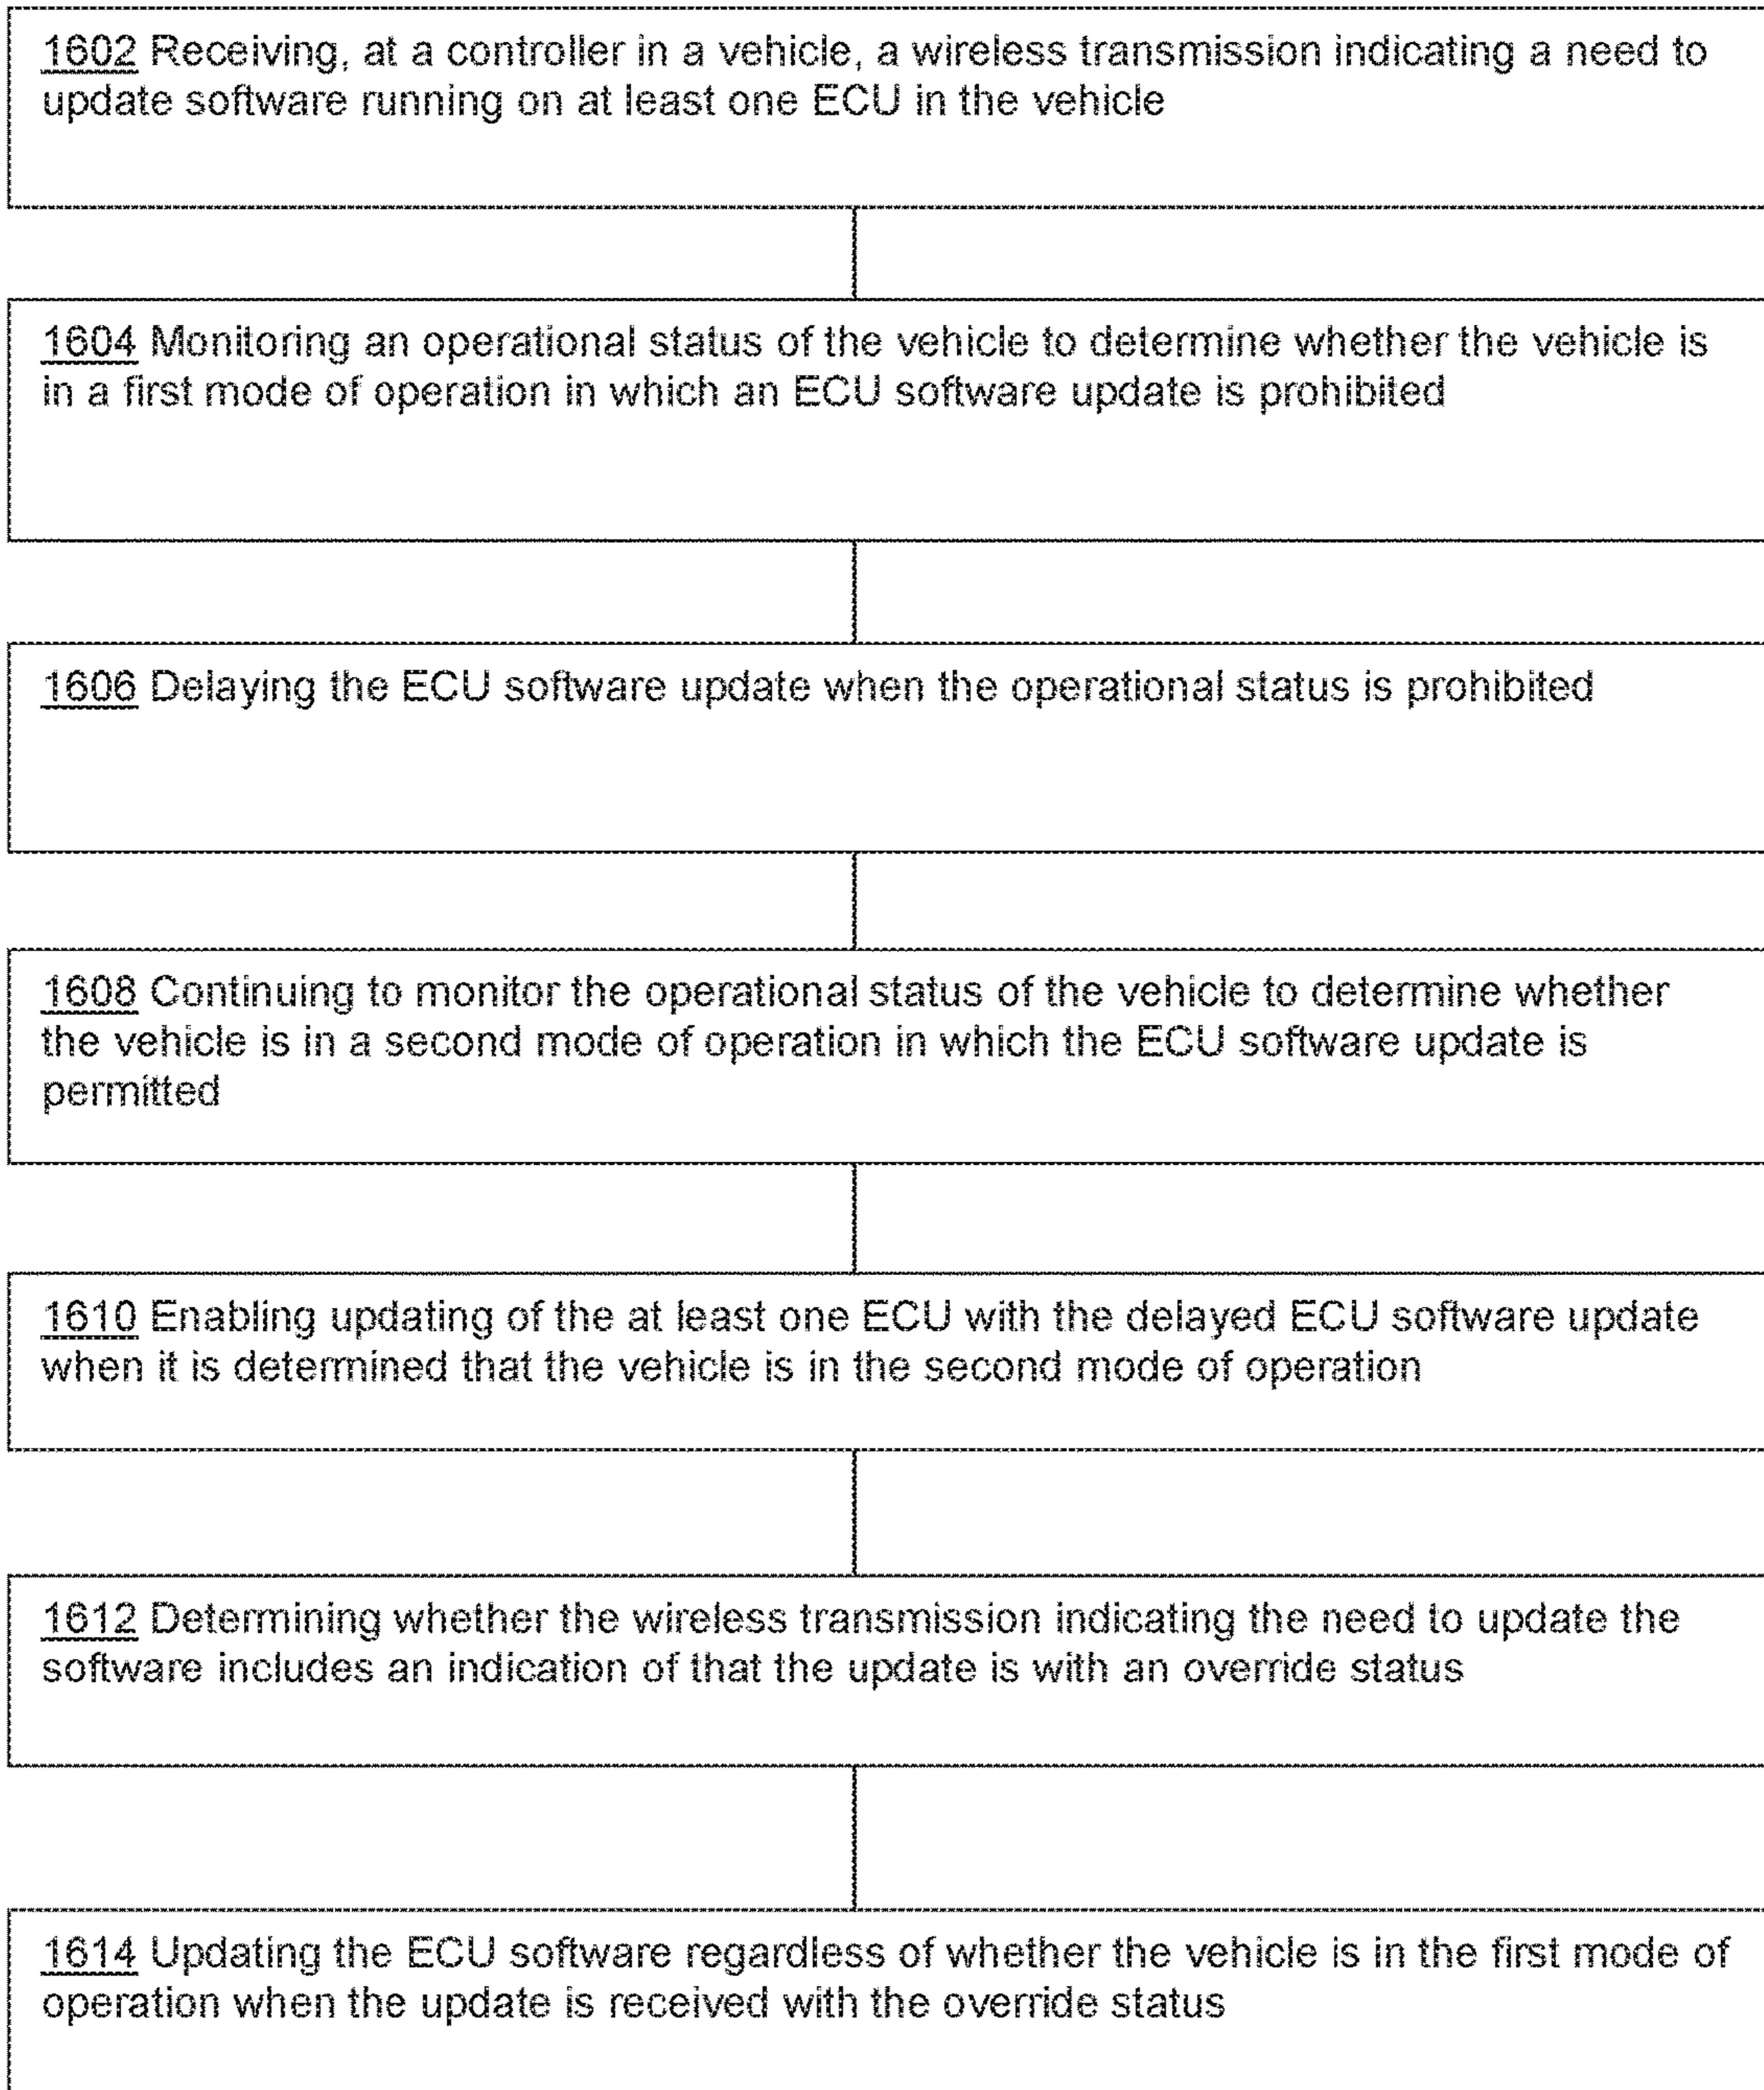 1602 Receiving, at a controller in a vehicle, a wireless transmission indicating a need to
update software running on at least one ECU in the vehicle
1604 Monitoring an operational status of the vehicle to determine whether the vehicle is
in a first mode of operation in which an ECU software update is prohibited
1606 Delaying the ECU software update when the operational status is prohibited
1608 Continuing to monitor the operational status of the vehicle to determine whether
the vehicle is in a second mode of operation in which the ECU software update is
permitted
1610 Enabling updating of the at least one ECU with the delayed ECU software update
when it is determined that the vehicle is in the second mode of operation
1612 Determining whether the wireless transmission indicating the need to update the
software includes an indication of that the update is with an override status
1614 Updating the ECU software regardless of whether the vehicle is in the first mode of
operation when the update is received with the override status